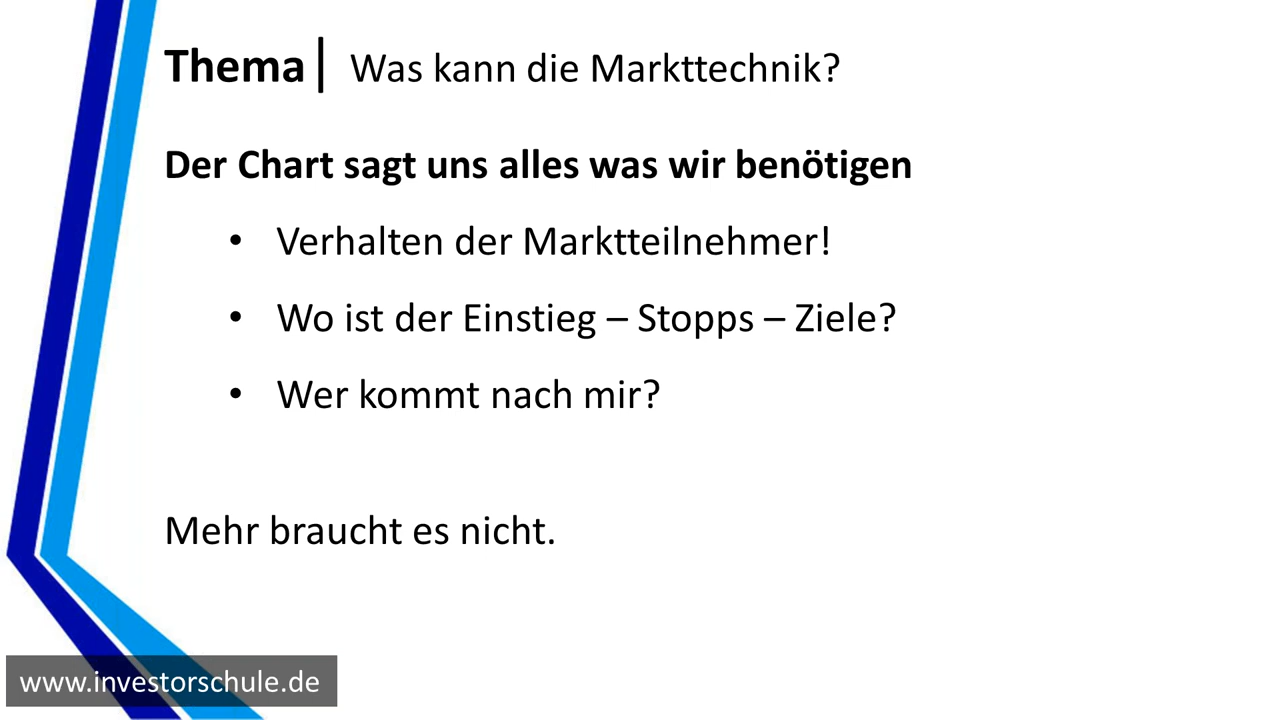 Thema| Was kann die Markttechnik?
Der Chart sagt uns alles was wir benötigen
• Verhalten der Marktteilnehmer!
• Wo ist der Einstieg – Stopps – Ziele?
• Wer kommt nach mir?
Mehr braucht es nicht.
www.investorschule.de